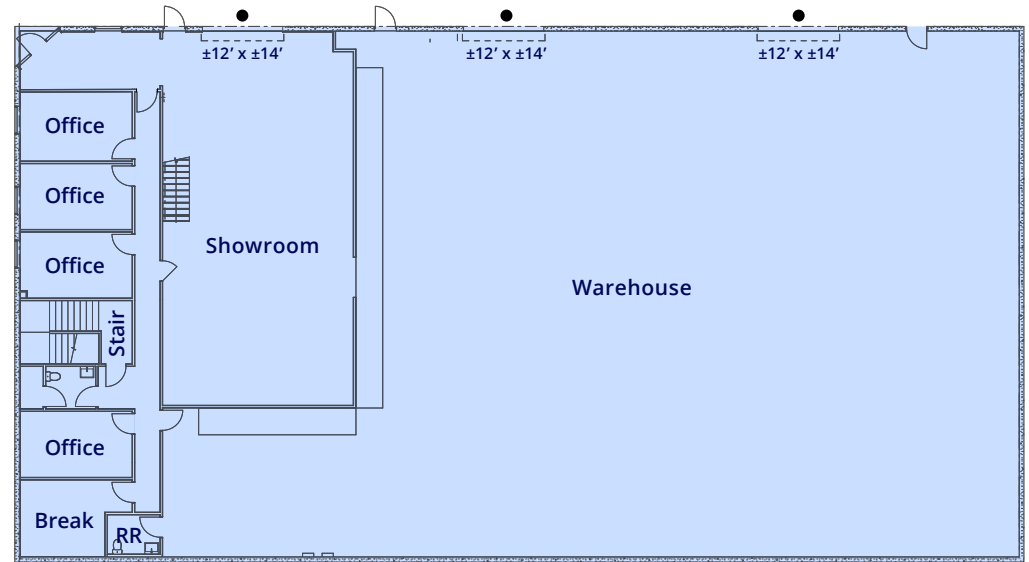 ±12’ x ±14’
±12’ x ±14’
±12’ x ±14’
Office
Office
Office
Showroom
Warehouse
Stair
Office
Break
RR